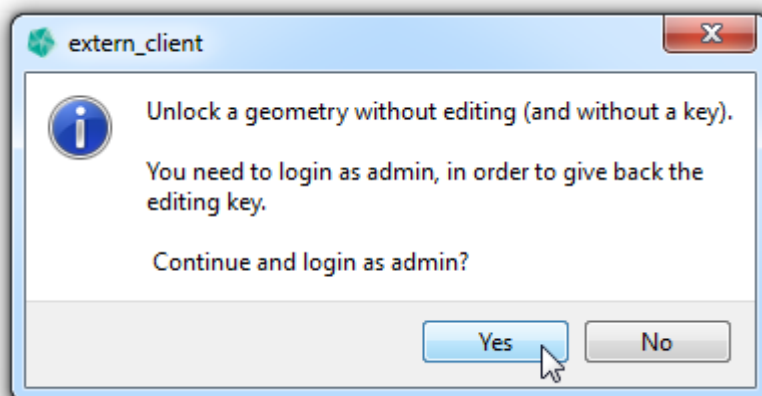 extern_client
Unlock a geometry without editing (and without a key).
You need to login as admin, in order to give back the
editing key.
Continue and login as admin?
Yes
No